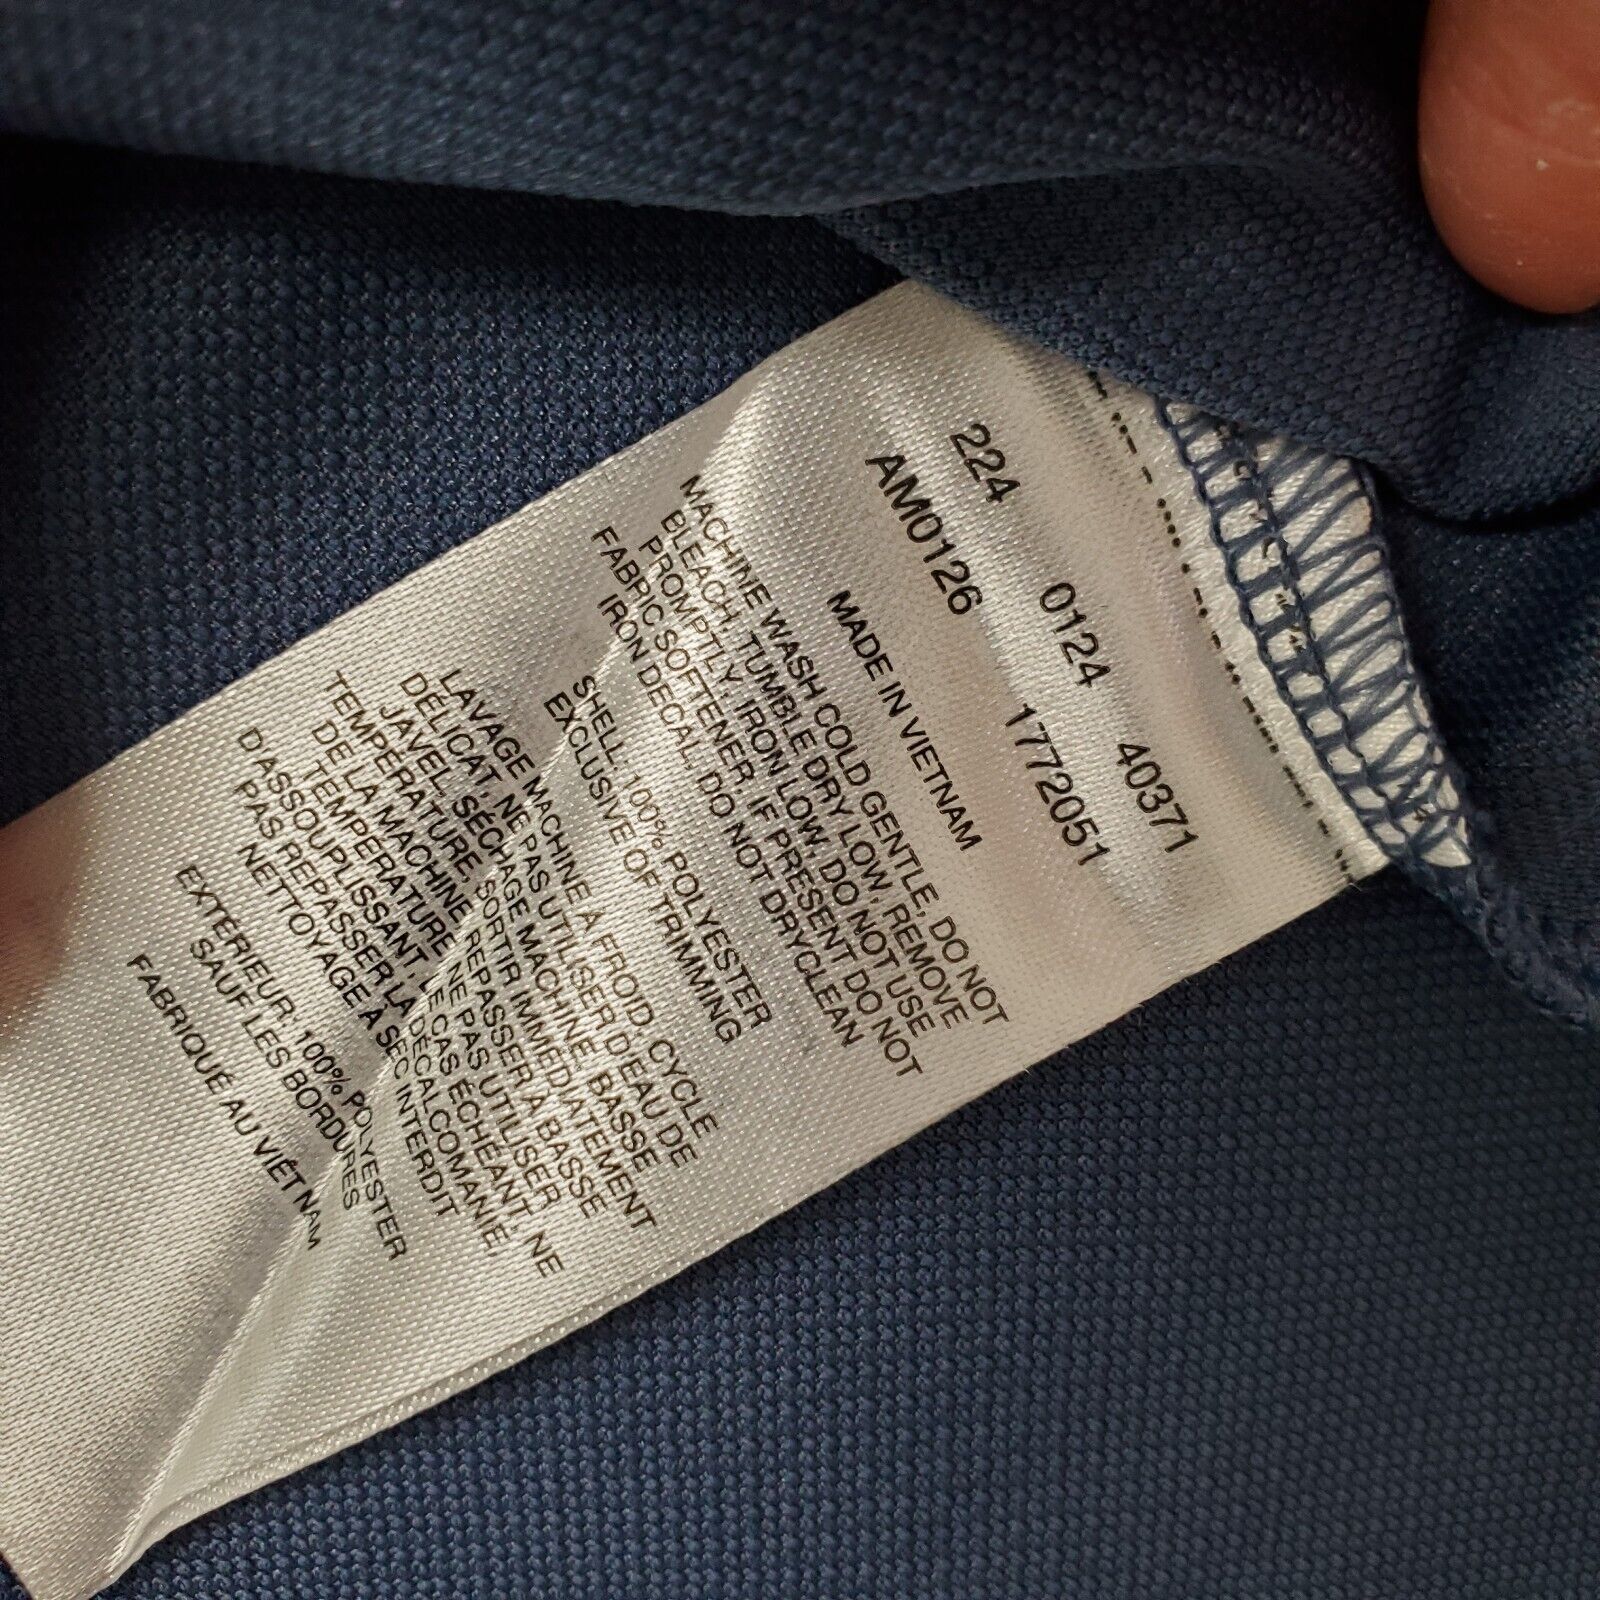 224 0124 40371
AM0126 1772051
MADE IN VIETNAM
MACHINE WASH COLD GENTLE, DO NOT
BLEACH, TUMBLE DRY LOW, REMOVE
PROMPTLY, IRON LOW, DO NOT USE
FABRIC SOFTENER, IF PRESENT DO NOT
IRON DECAL, DO NOT DRYCLEAN
SHELL: 100% POLYESTER
EXCLUSIVE OF TRIMMING
LAVAGE MACHINE À FROID, CYCLE
DÉLICAT, NE PAS UTILISER D'EAU DE
JAVEL, SÉCHAGE MACHINE: BASSE
TEMPÉRATURE, SORTIR IMMÉDIATEMENT
DE LA MACHINE, REPASSER À BASSE
TEMPÉRATURE, NE PAS UTILISER
D'ASSOUPLISSANT, LE CAS ÉCHÉANT, NE
PAS REPASSER LA DÉCALCOMANIE,
NETTOYAGE À SEC INTERDIT
EXTÉRIEUR: 100% POLYESTER
SAUF LES BORDURES
FABRIQUÉ AU VIÊT NAM